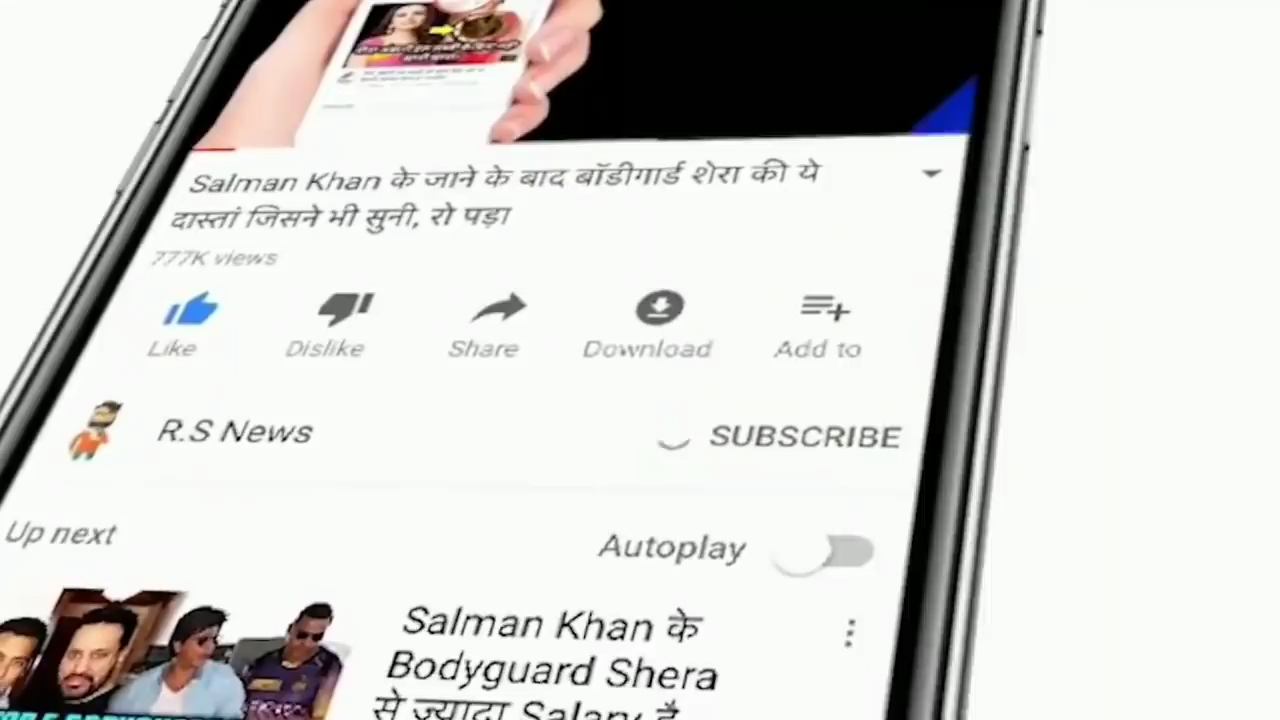 Salman Khan के जाने के बाद बॉडीगार्ड शेरा की ये
दास्तां जिसने भी सुनी, रो पड़ा
777K views
Like
Dislike
Share
Download
Add to
R.S News
SUBSCRIBE
Up next
Autoplay
Salman Khan के
Bodyguard Shera
से ज्यादा Salary है